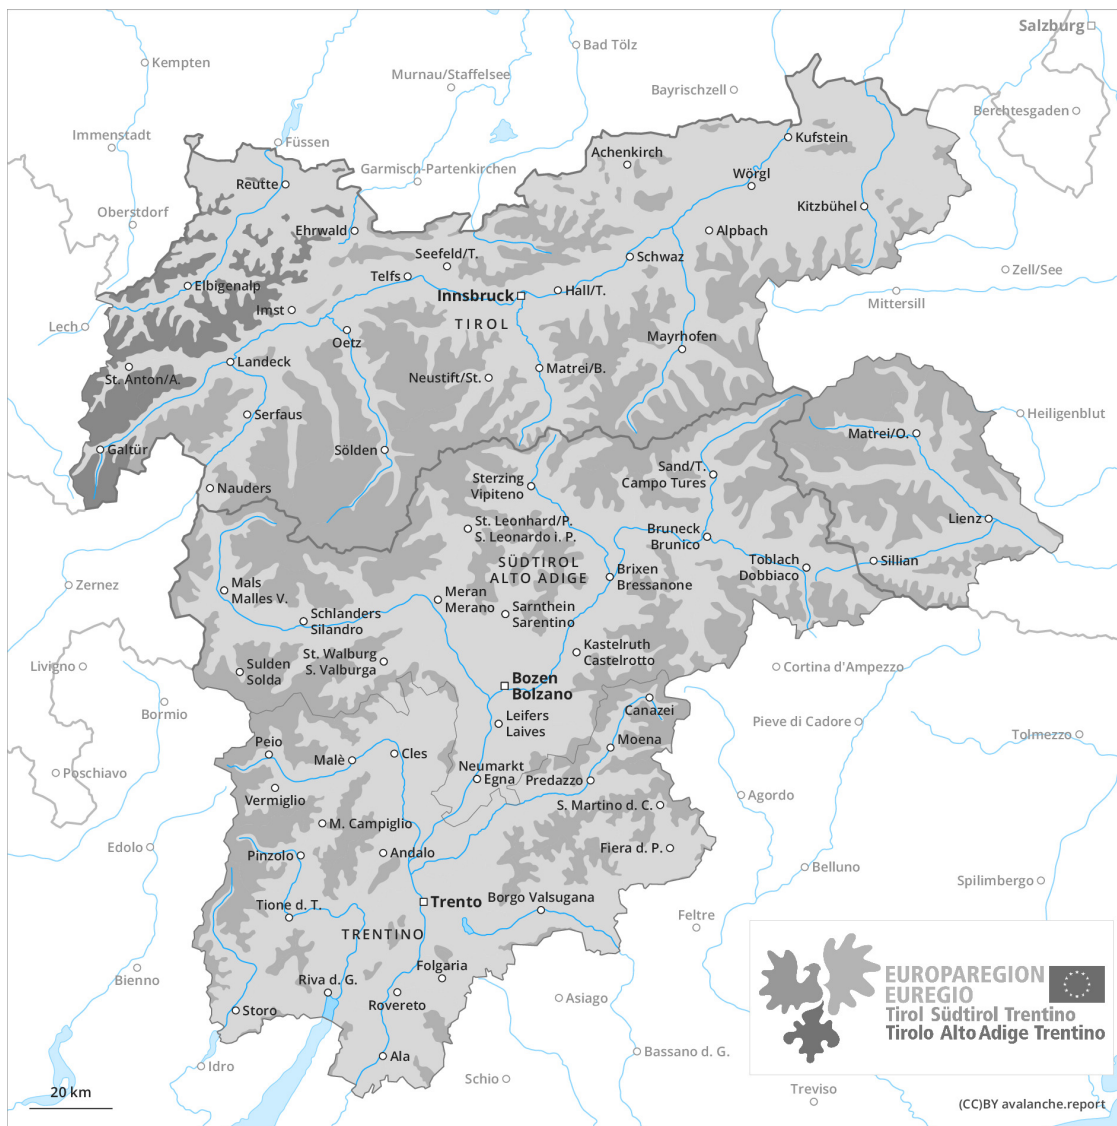 Salzburg
Bad Tölz
Kempten
Murnau/Staffelsee
Bayrischzell
Berchtesgaden
Immenstadt
Füssen
Kufstein
Achenkirch
Garmisch-Partenkirchen
Wörgl
Reutte
Kitzbühel
Oberstdorf
Ehrwald
Alpbach
Seefeld/T.
Schwaz
Zell/See
Telfs
Elbigenalp
Hall/T.
Innsbruck
Mittersill
Imst
Lech
TIROL
Oetz
Mayrhofen
Landeck
St. Anton/A.
Matrei/B.
Neustift/St.
Serfaus
Heiligenblut
Matrei/O.
Galtür
Sölden
Sand/T.
Campo Tures
Sterzing
Vipiteno
Nauders
Lienz
St. Leonhard/P.
S. Leonardo i. P.
Bruneck
Brunico
SÜDTIROL
ALTO ADIGE
Toblach
Dobbiaco
Sillian
Brixen
Bressanone
Zernez
Mals
Malles V.
Meran
Merano
Schlanders
Silandro
Sarnthein
Sarentino
Kastelruth
Castelrotto
St. Walburg
S. Valburga
Livigno
Sulden
Solda
Cortina d'Ampezzo
Bozen
Bolzano
Canazei
Bormio
Leifers
Laives
Pieve di Cadore
Tolmezzo
Peio
Moena
Cles
Malè
Neumarkt
Egna
Predazzo
Poschiavo
Vermiglio
Agordo
S. Martino d. C.
M. Campiglio
Edolo
Fiera d. P.
Pinzolo
Andalo
Belluno
Spilimbergo
Borgo Valsugana
Trento
Tione d. T.
Feltre
TRENTINO
Folgaria
Bienno
Riva d. G.
Rovereto
Asiago
Storo
EUROPAREGION
EUREGIO
Tirol Südtirol Trentino
Tirolo Alto Adige Trentino
Ala
Bassano d. G.
Idro
Schio
Treviso
20 km
(CC)BY avalanche.report